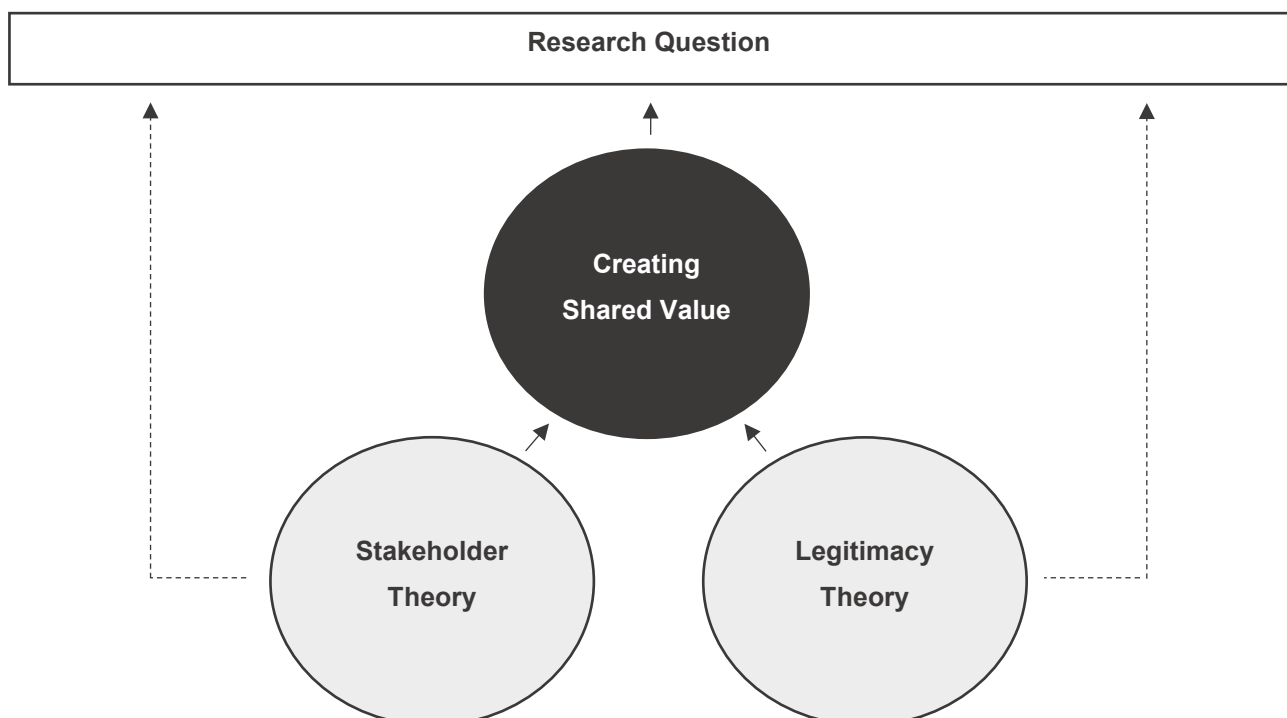 Research Question
Creating
Shared Value
Stakeholder
Theory
Legitimacy
Theory